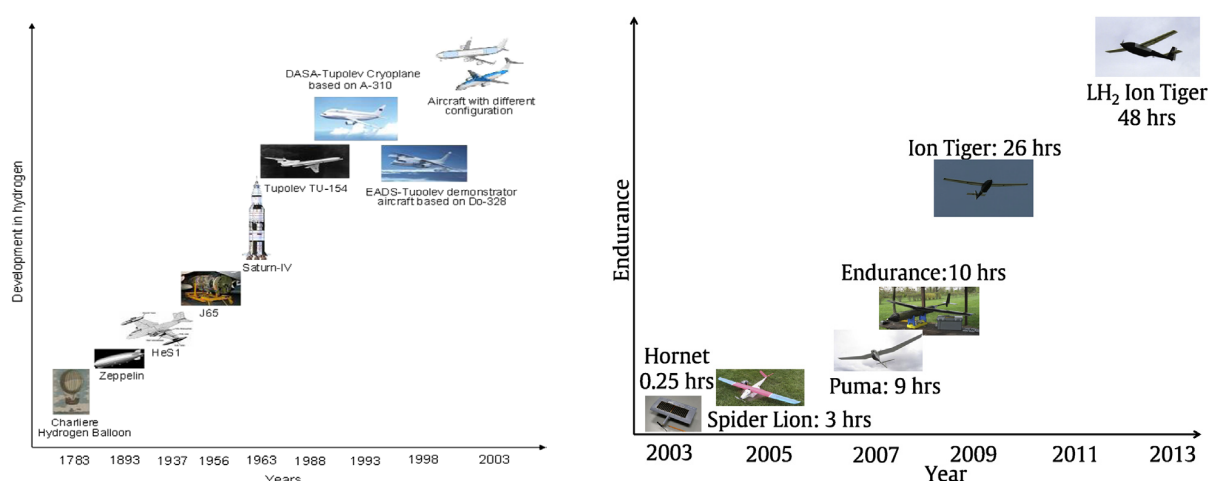 Development in hydrogen
DASA-Tupolev Cryoplane
based on A-310
Aircraft with different
configuration
Tupolev TU-154
EADS-Tupolev demonstrator
aircraft based on Do-328
Saturn-IV
J65
HeS1
Zeppelin
Charliere
Hydrogen Balloon
1783 1893 1937 1956 1963 1988 1993 1998 2003
Years
Endurance
LH₂ Ion Tiger
48 hrs
Ion Tiger: 26 hrs
Endurance:10 hrs
Hornet
0.25 hrs
Puma: 9 hrs
Spider Lion: 3 hrs
2003 2005 2007 2009 2011 2013
Year